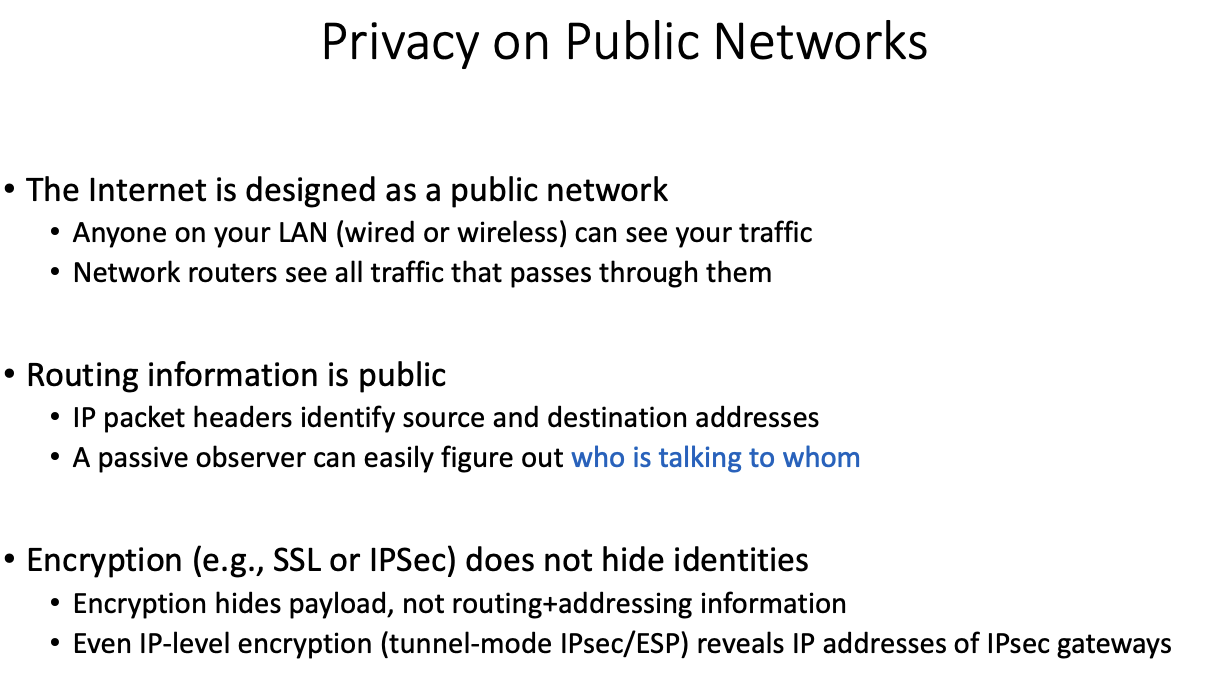 Privacy on Public Networks
• The Internet is designed as a public network
• Anyone on your LAN (wired or wireless) can see your traffic
• Network routers see all traffic that passes through them
• Routing information is public
• IP packet headers identify source and destination addresses
• A passive observer can easily figure out who is talking to whom
• Encryption (e.g., SSL or IPSec) does not hide identities
• Encryption hides payload, not routing+addressing information
• Even IP-level encryption (tunnel-mode IPsec/ESP) reveals IP addresses of IPsec gateways